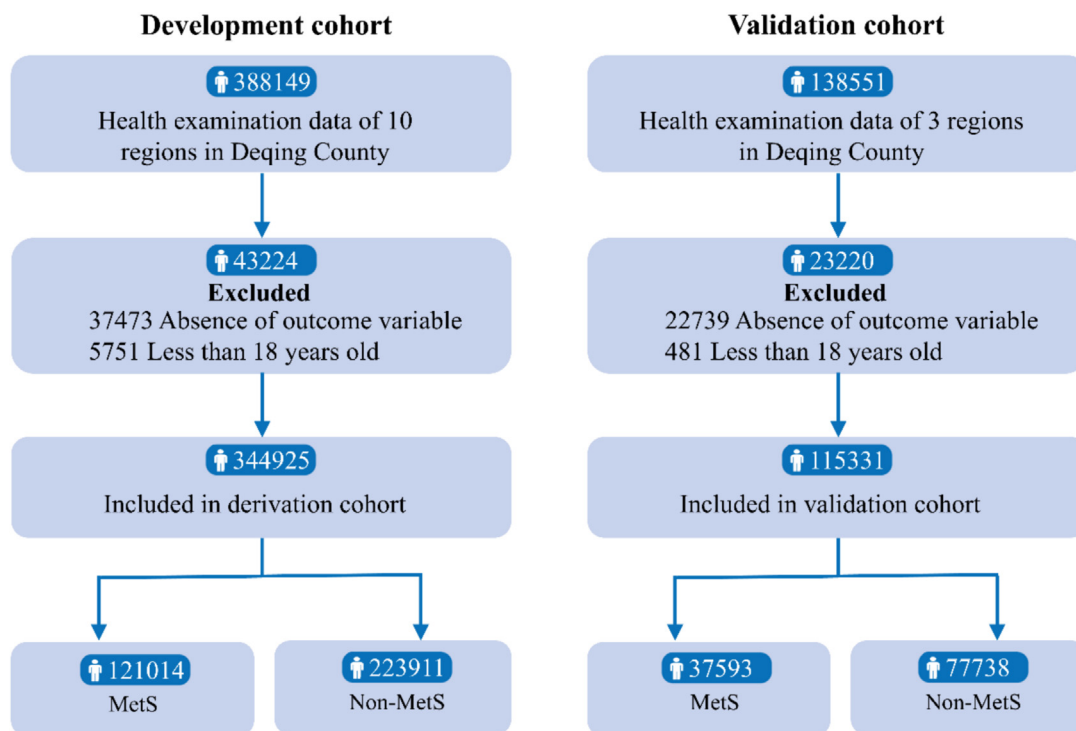 Development cohort
388149
Health examination data of 10
regions in Deqing County
43224
Excluded
37473 Absence of outcome variable
5751 Less than 18 years old
344925
Included in derivation cohort
121014
MetS
223911
Non-MetS
Validation cohort
138551
Health examination data of 3 regions
in Deqing County
23220
Excluded
22739 Absence of outcome variable
481 Less than 18 years old
115331
Included in validation cohort
37593
MetS
77738
Non-MetS